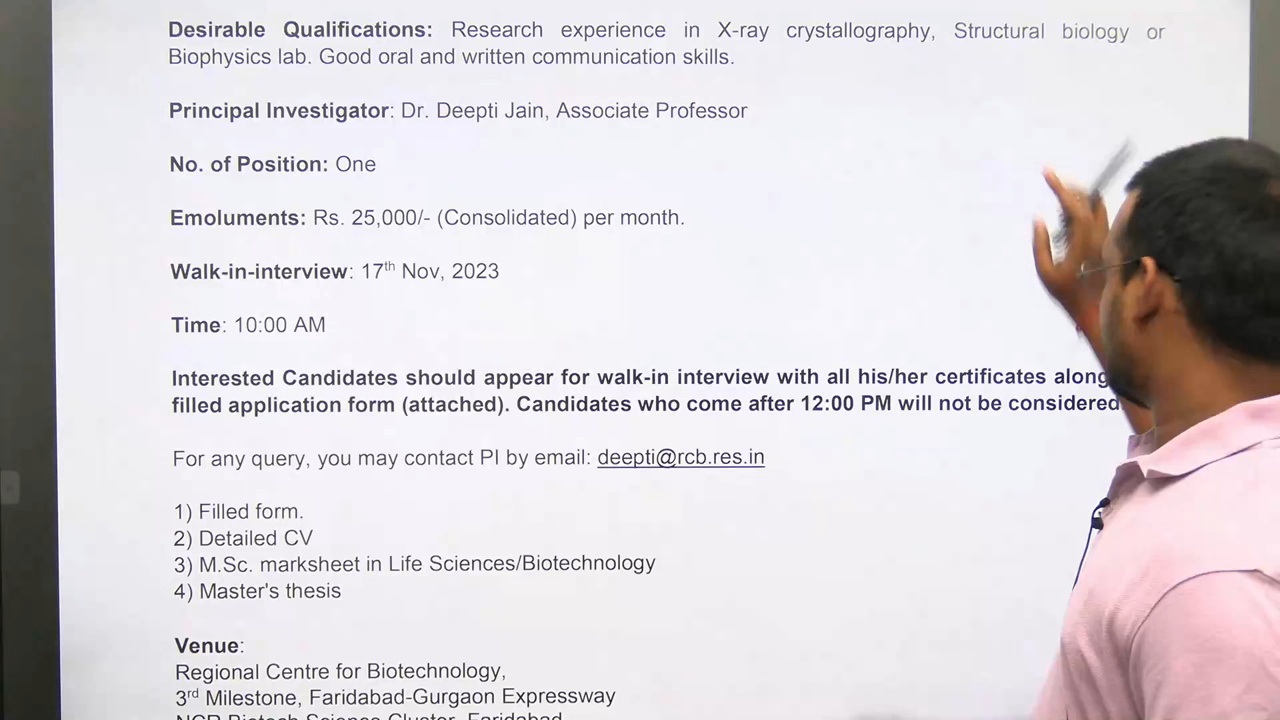 Desirable Qualifications: Research experience in X-ray crystallography, Structural biology or
Biophysics lab. Good oral and written communication skills.
Principal Investigator: Dr. Deepti Jain, Associate Professor
No. of Position: One
Emoluments: Rs. 25,000/- (Consolidated) per month.
Walk-in-interview: 17th Nov, 2023
Time: 10:00 AM
Interested Candidates should appear for walk-in interview with all his/her certificates along
filled application form (attached). Candidates who come after 12:00 PM will not be considered
For any query, you may contact PI by email: deepti@rcb.res.in
1) Filled form.
2) Detailed CV
3) M.Sc. marksheet in Life Sciences/Biotechnology
4) Master's thesis
Venue:
Regional Centre for Biotechnology,
3rd Milestone, Faridabad-Gurgaon Expressway
NCR Biotech Science Cluster, Faridabad